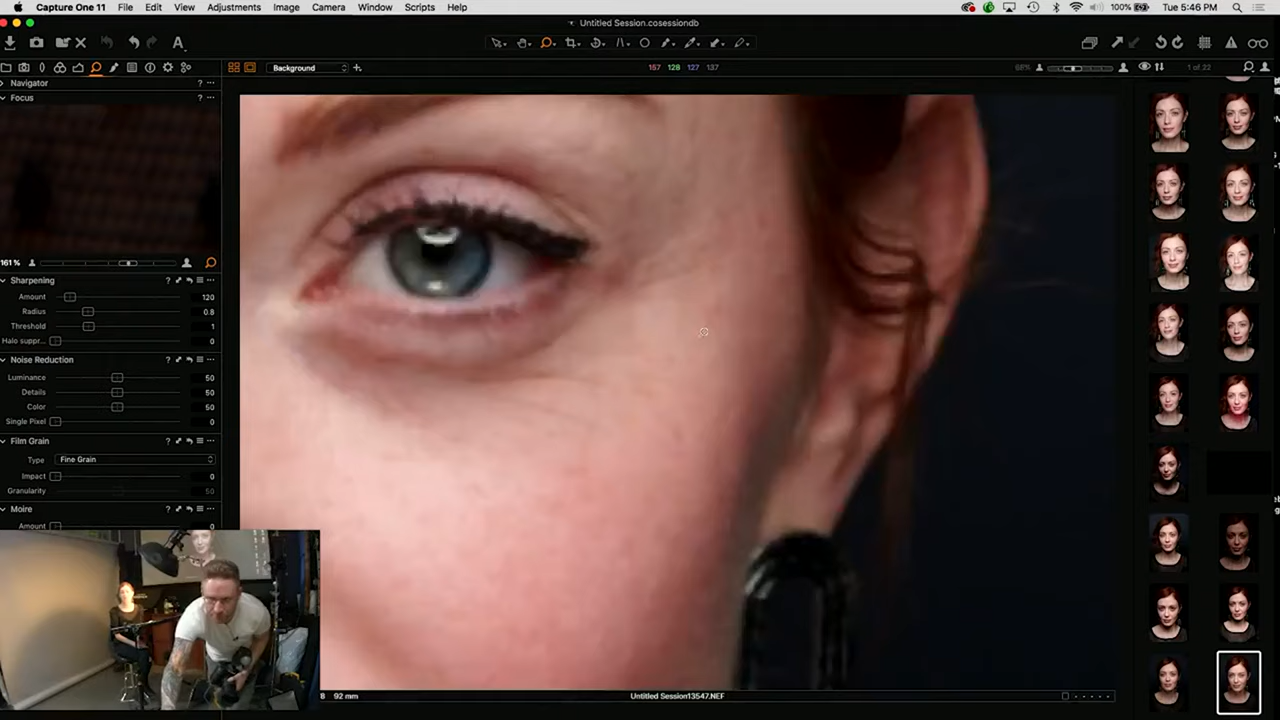 Capture One 11 File Edit View Adjustments Image Camera Window Scripts Help 100% Tue 5:46 PM
Untitled Session.cosessiondb
Background 157 128 127 137 68% 1 of 22
Navigator ?
Focus ?
161 %
Sharpening ?
Amount 120
Radius 0.8
Threshold 1
Halo suppr... 0
Noise Reduction ?
Luminance 50
Details 50
Color 50
Single Pixel 0
Film Grain ?
Type Fine Grain
Impact 0
Granularity 50
Moire ?
Amount 0
8 92 mm Untitled Session13547.NEF